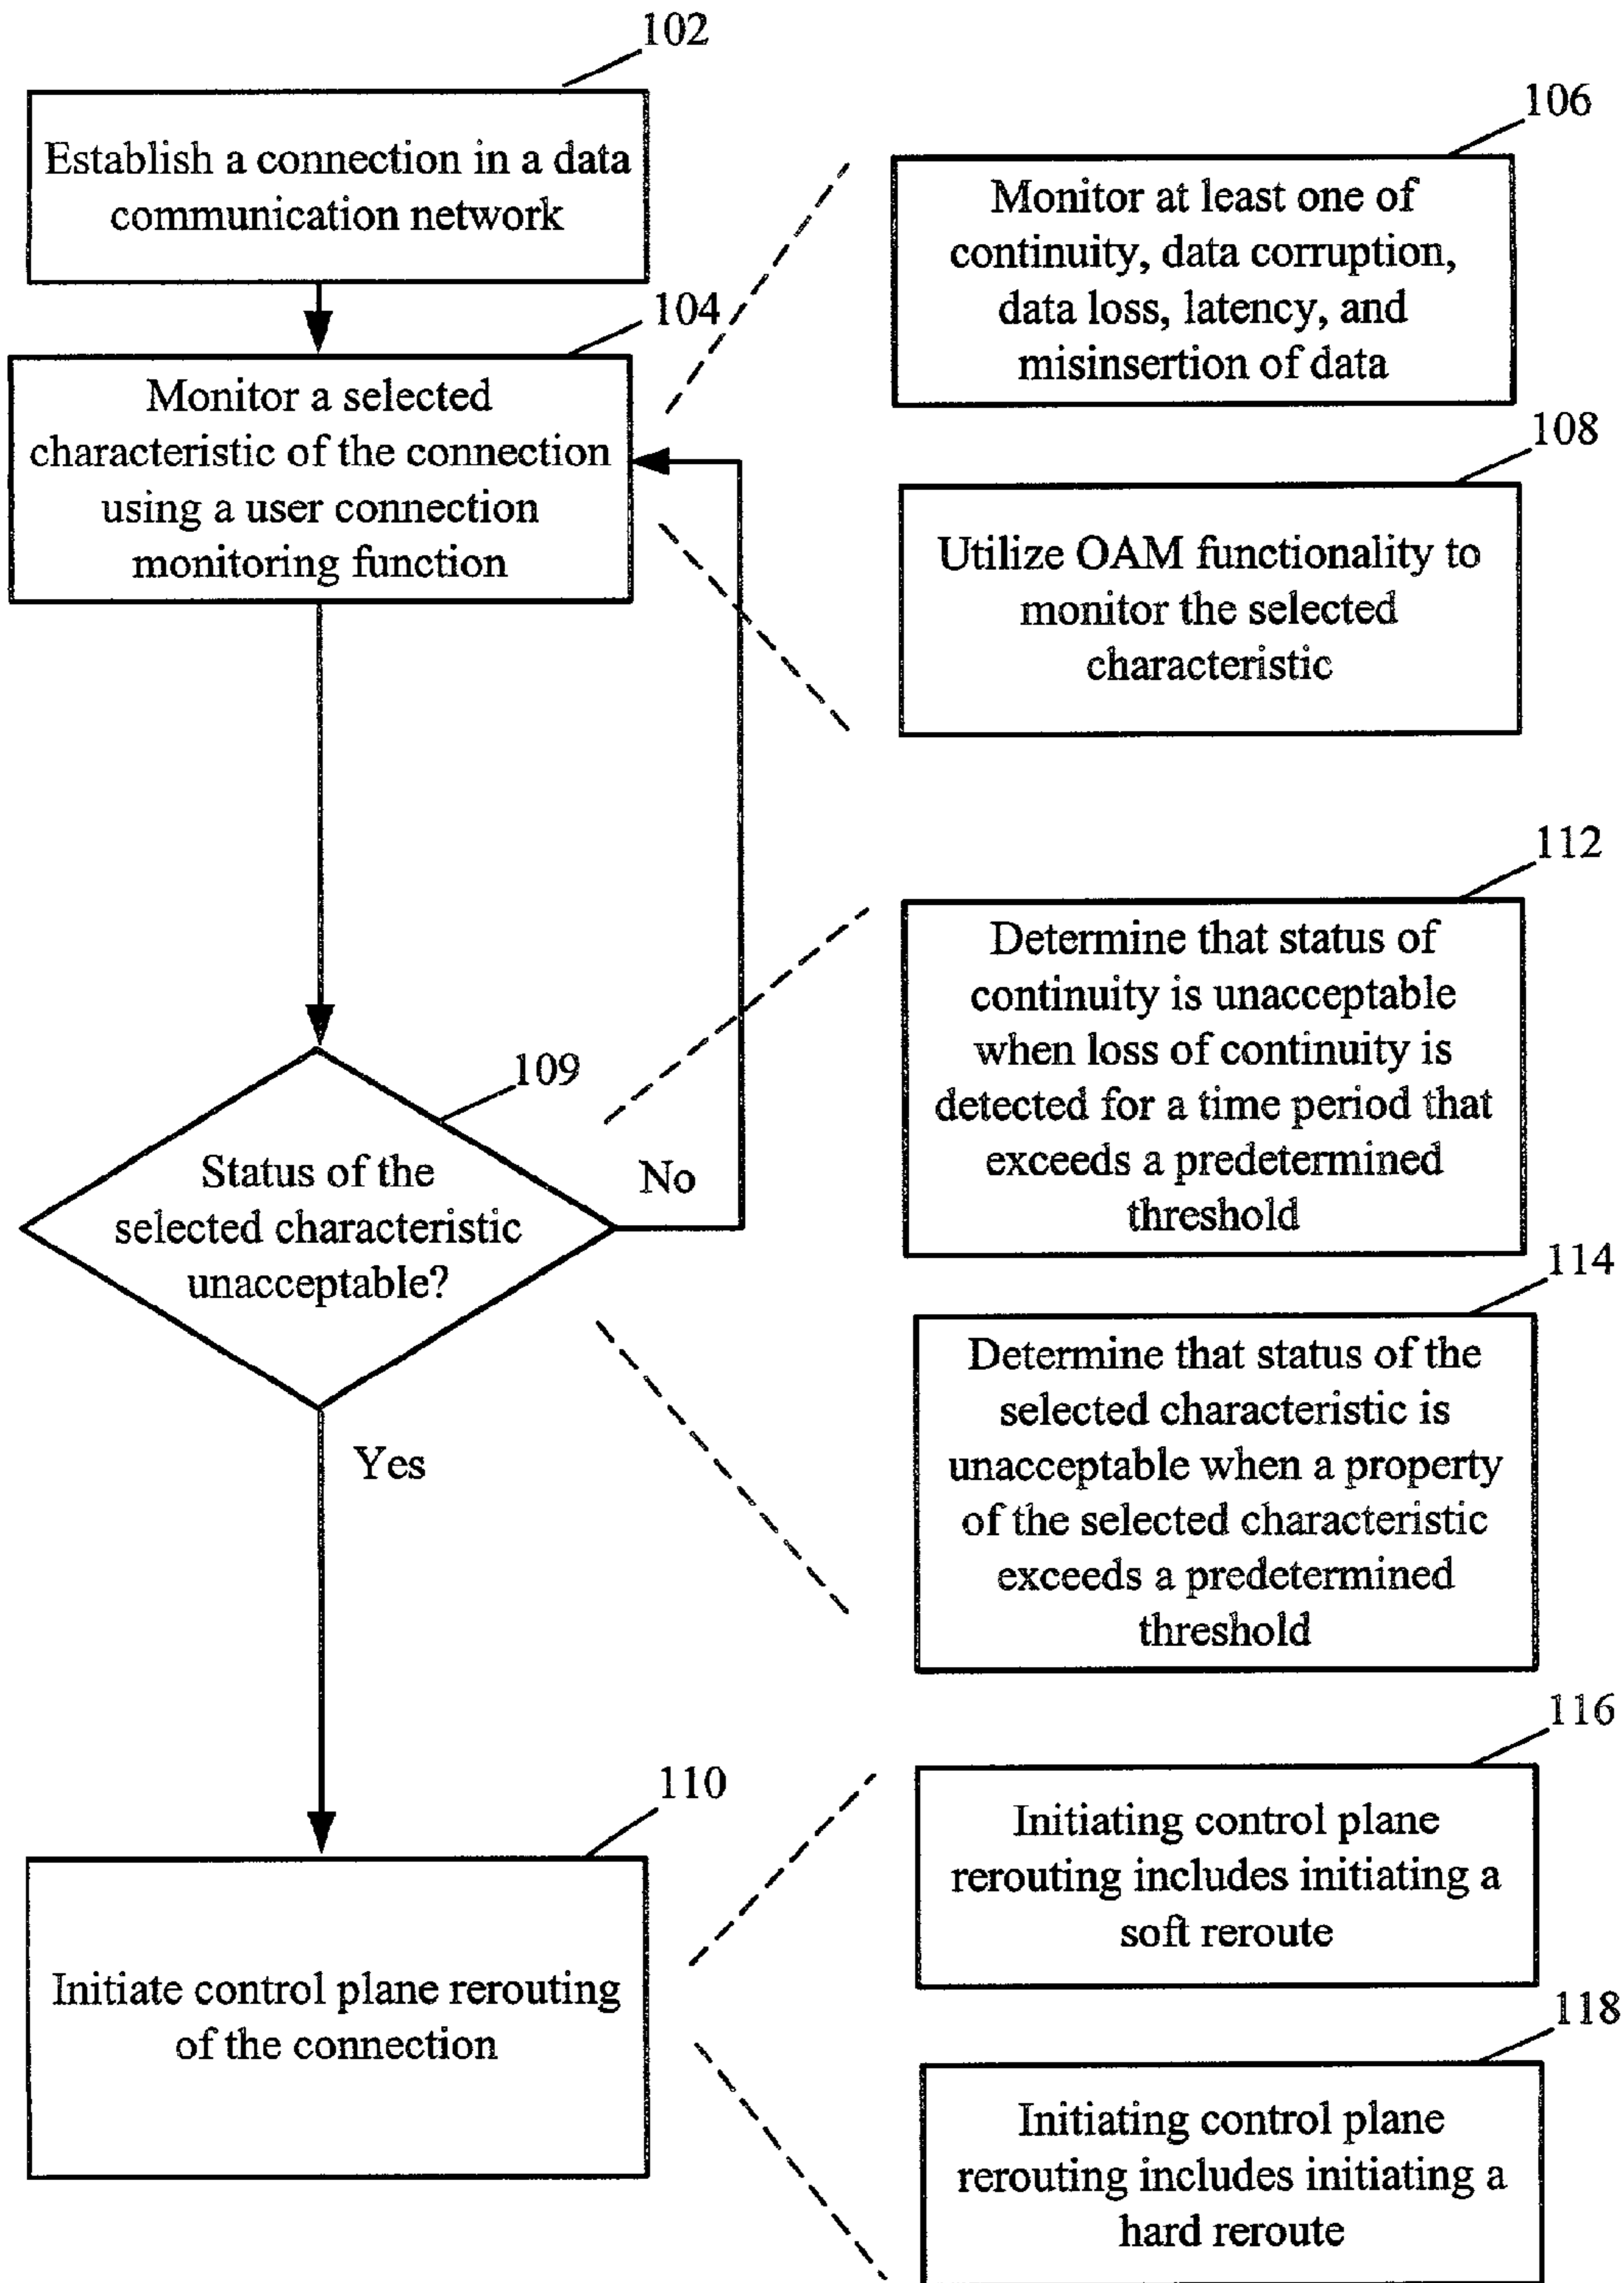 102
Establish a connection in a data
communication network
104
Monitor a selected
characteristic of the connection
using a user connection
monitoring function
106
Monitor at least one of
continuity, data corruption,
data loss, latency, and
misinsertion of data
108
Utilize OAM functionality to
monitor the selected
characteristic
109
Status of the
selected characteristic
unacceptable?
No
Yes
112
Determine that status of
continuity is unacceptable
when loss of continuity is
detected for a time period that
exceeds a predetermined
threshold
114
Determine that status of the
selected characteristic is
unacceptable when a property
of the selected characteristic
exceeds a predetermined
threshold
110
Initiate control plane rerouting
of the connection
116
Initiating control plane
rerouting includes initiating a
soft reroute
118
Initiating control plane
rerouting includes initiating a
hard reroute